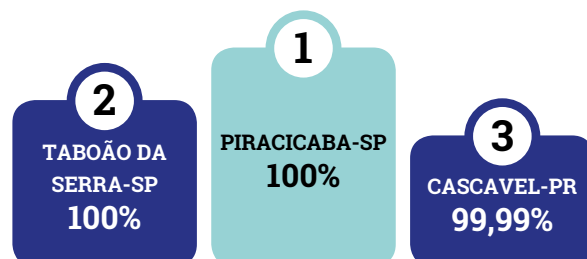 1
PIRACICABA-SP
100%
2
TABOÃO DA
SERRA-SP
100%
3
CASCAVEL-PR
99,99%